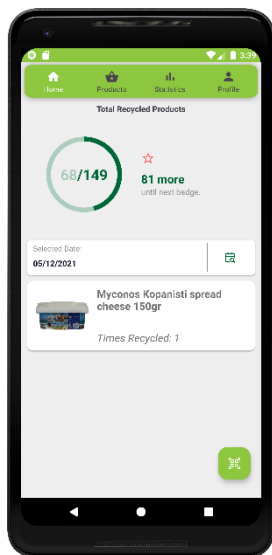 3:39
Home Products Statistics Profile
Total Recycled Products
68/149
81 more
until next badge.
Selected Date:
05/12/2021
Myconos Kopanisti spread
cheese 150gr
Times Recycled: 1